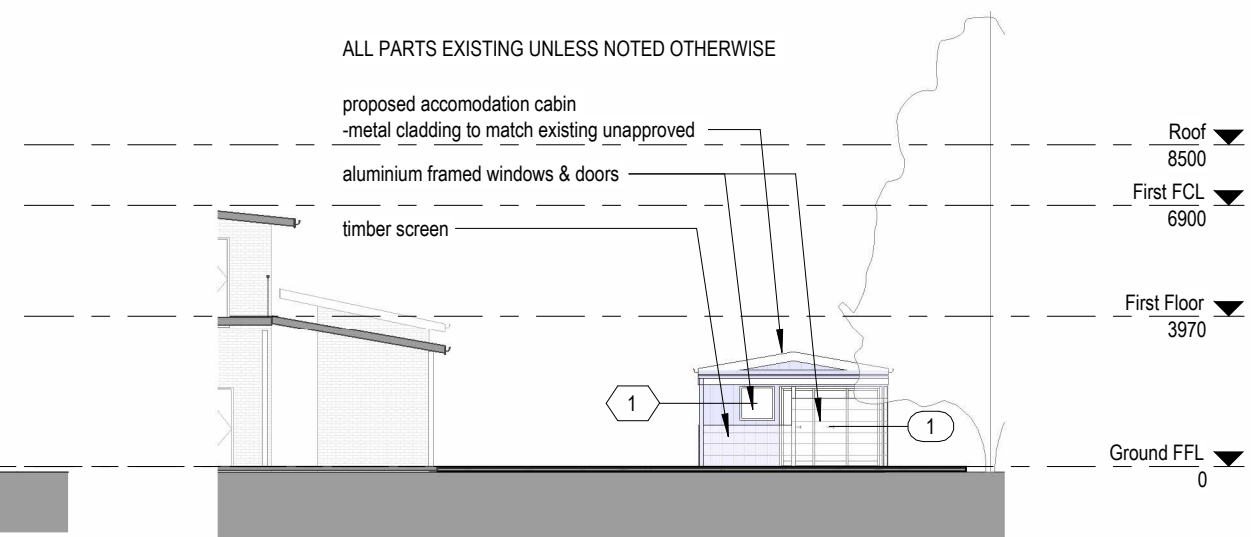 ALL PARTS EXISTING UNLESS NOTED OTHERWISE
proposed accomodation cabin
-metal cladding to match existing unapproved
aluminium framed windows & doors
timber screen
Roof
8500
First FCL
6900
First Floor
3970
1
1
Ground FFL
0